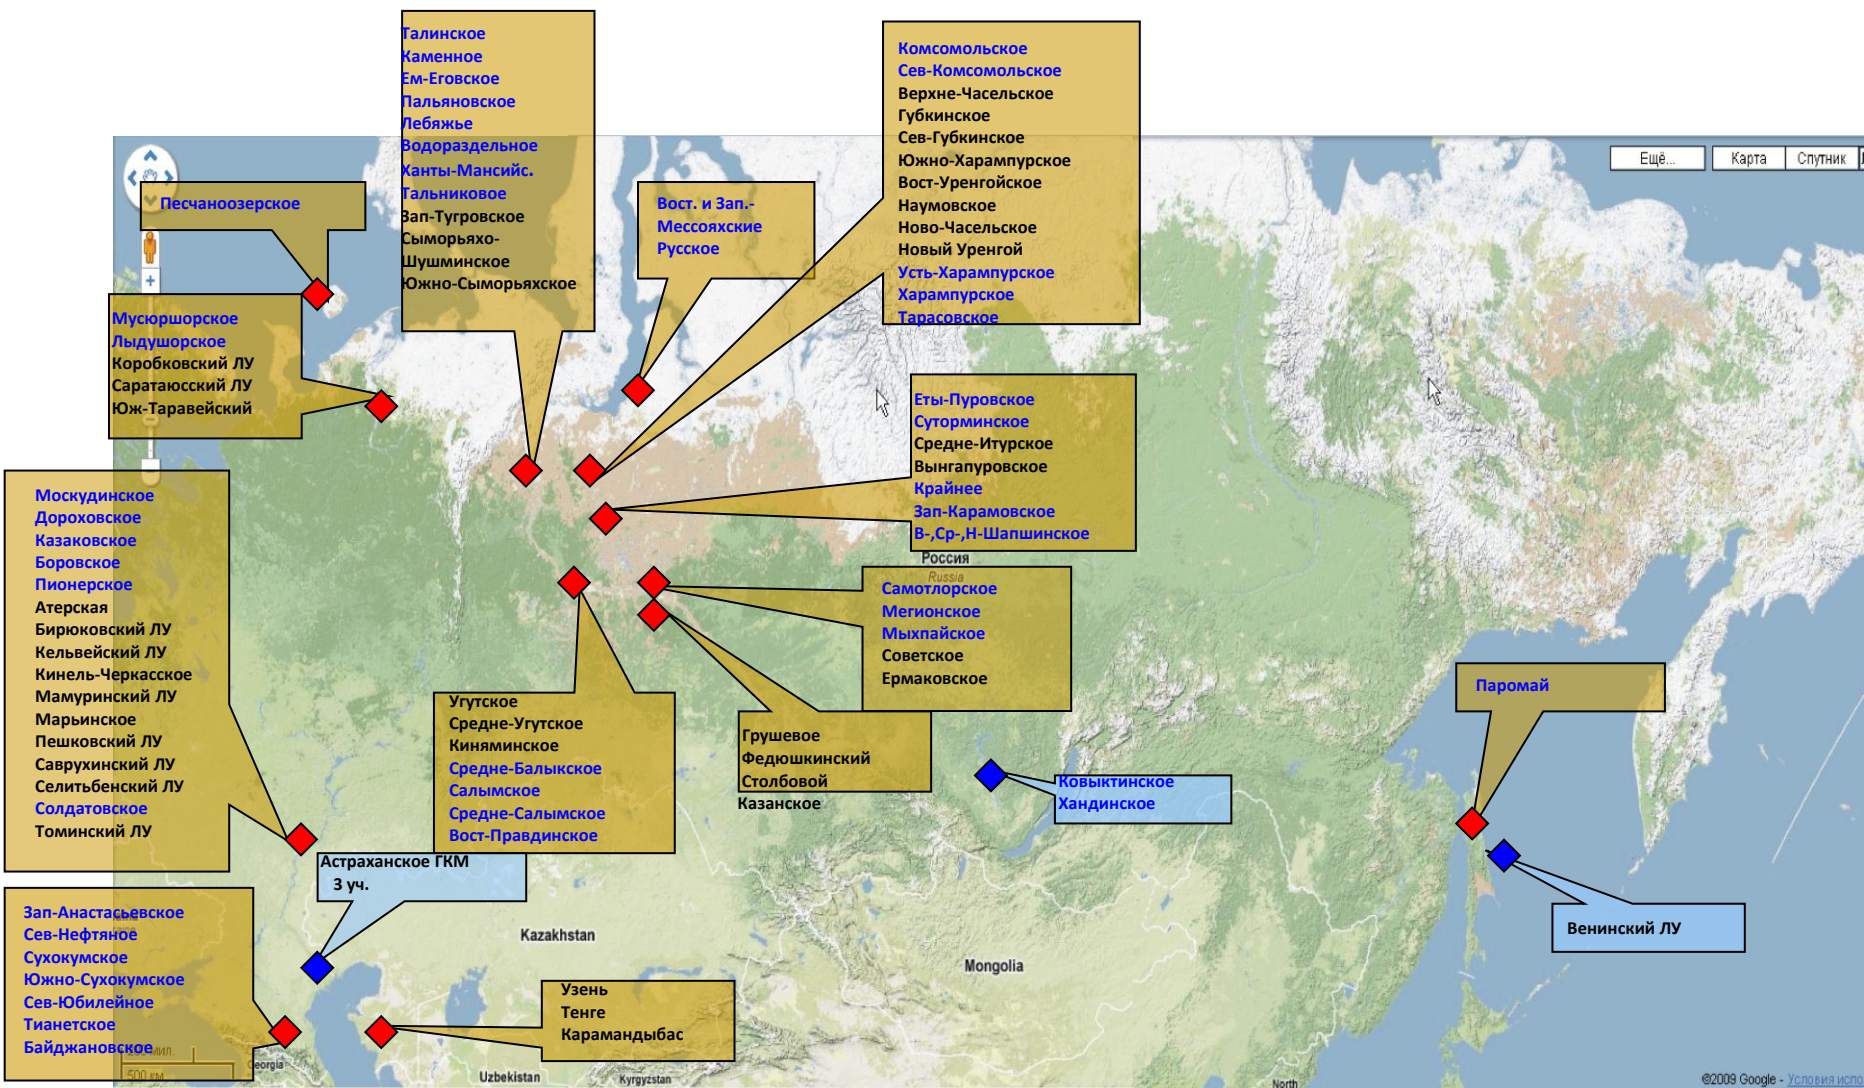 Талинское
Каменное
Ем-Еговское
Пальяновское
Лебяжье
Водораздельное
Ханты-Мансийс.
Тальниковое
Зап-Тугровское
Сыморьяхо-
Шушминское
Южно-Сыморьяхское
Комсомольское
Сев-Комсомольское
Верхне-Часельское
Губкинское
Сев-Губкинское
Южно-Харампурское
Вост-Уренгойское
Наумовское
Ново-Часельское
Новый Уренгой
Усть-Харампурское
Харампурское
Тарасовское
Ещё...
Карта
Спутник
Песчаноозерское
Вост. и Зап.-
Мессояхские
Русское
Мусюршорское
Лыдушорское
Коробковский ЛУ
Саратаюсский ЛУ
Юж-Таравейский
Еты-Пуровское
Суторминское
Средне-Итурское
Вынгапуровское
Крайнее
Зап-Карамовское
В-,Ср-,Н-Шапшинское
Россия
Russia
Москудинское
Дороховское
Казаковское
Боровское
Пионерское
Атерская
Бирюковский ЛУ
Кельвейский ЛУ
Кинель-Черкасское
Мамуринский ЛУ
Марьинское
Пешковский ЛУ
Саврухинский ЛУ
Селитьбенский ЛУ
Солдатовское
Томинский ЛУ
Самотлорское
Мегионское
Мыхпайское
Советское
Ермаковское
Паромай
Угутское
Средне-Угутское
Киняминское
Средне-Балыкское
Салымское
Средне-Салымское
Вост-Правдинское
Грушевое
Федюшкинский
Столбовой
Казанское
Ковыктинское
Хандинское
Астраханское ГКМ
3 уч.
Венинский ЛУ
Зап-Анастасьевское
Сев-Нефтяное
Сухокумское
Южно-Сухокумское
Сев-Юбилейное
Тианетское
Байджановское
Kazakhstan
Mongolia
Узень
Тенге
Карамандыбас
мил.
500 км
Georgia
Uzbekistan
Kyrgyzstan
North
©2009 Google - Условия испо